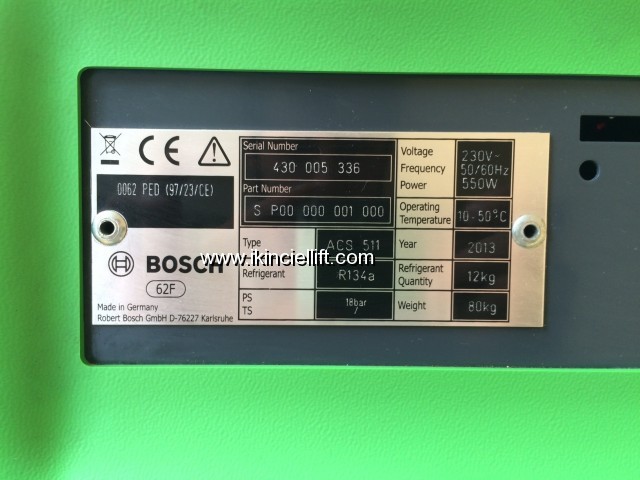 CE
0062 PED (97/23/CE)
BOSCH
62F
Made in Germany
Robert Bosch GmbH D-76227 Karlsruhe
Serial Number
430 005 336
Part Number
S P00 000 001 000
Type
ACS 511
Refrigerant
R134a
PS
TS
18bar
/
Voltage
Frequency
Power
230V~
50/60Hz
550W
Operating
Temperature
10-50°C
Year
2013
Refrigerant
Quantity
12kg
Weight
80kg
www.ikinciellift.com